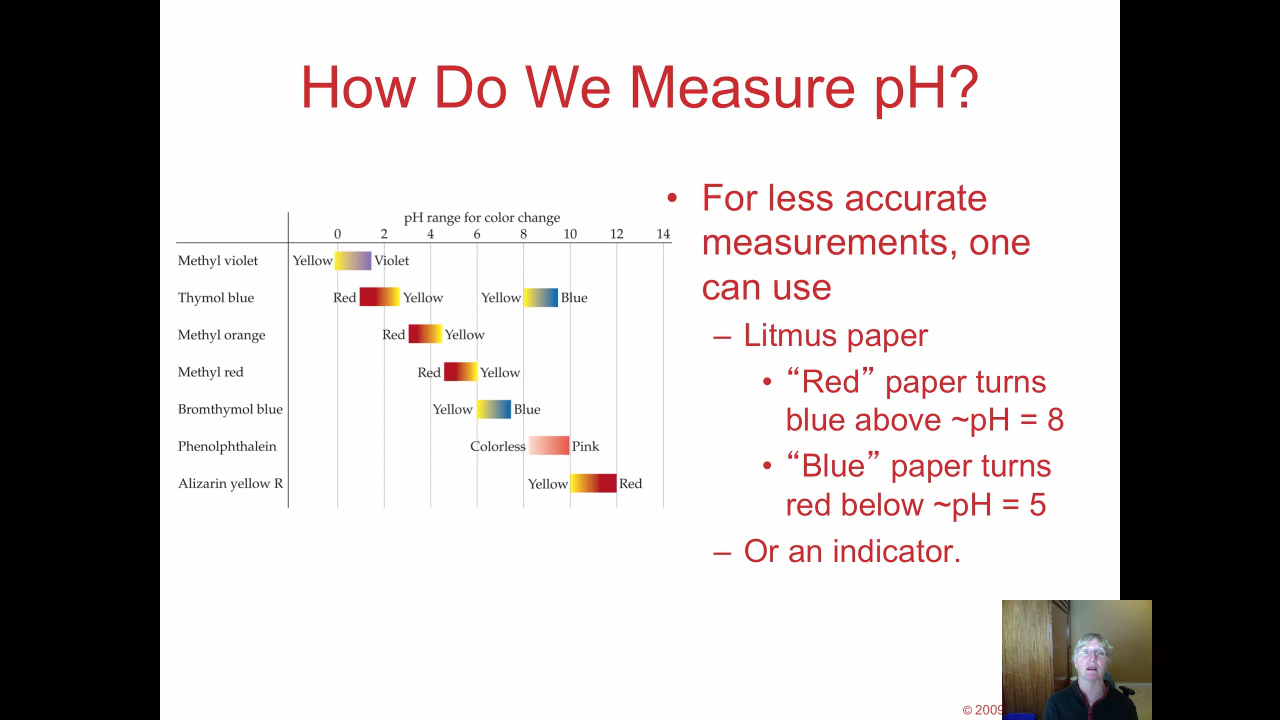 How Do We Measure pH?
pH range for color change
0 2 4 6 8 10 12 14
Methyl violet Yellow Violet
Thymol blue Red Yellow Yellow Blue
Methyl orange Red Yellow
Methyl red Red Yellow
Bromthymol blue Yellow Blue
Phenolphthalein Colorless Pink
Alizarin yellow R Yellow Red
• For less accurate
measurements, one
can use
– Litmus paper
• “Red” paper turns
blue above ~pH = 8
• “Blue” paper turns
red below ~pH = 5
– Or an indicator.
© 2009